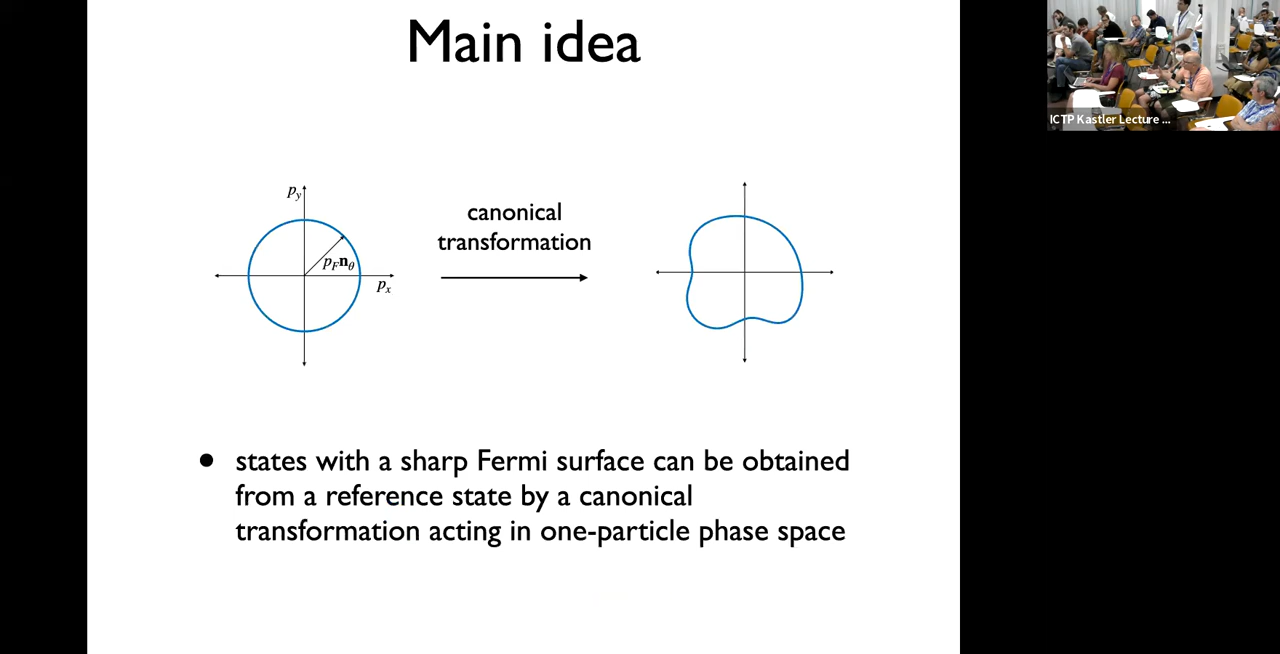 Main idea
ICTP Kastler Lecture ...
p_y
p_F n_θ
p_x
canonical
transformation
• states with a sharp Fermi surface can be obtained
from a reference state by a canonical
transformation acting in one-particle phase space